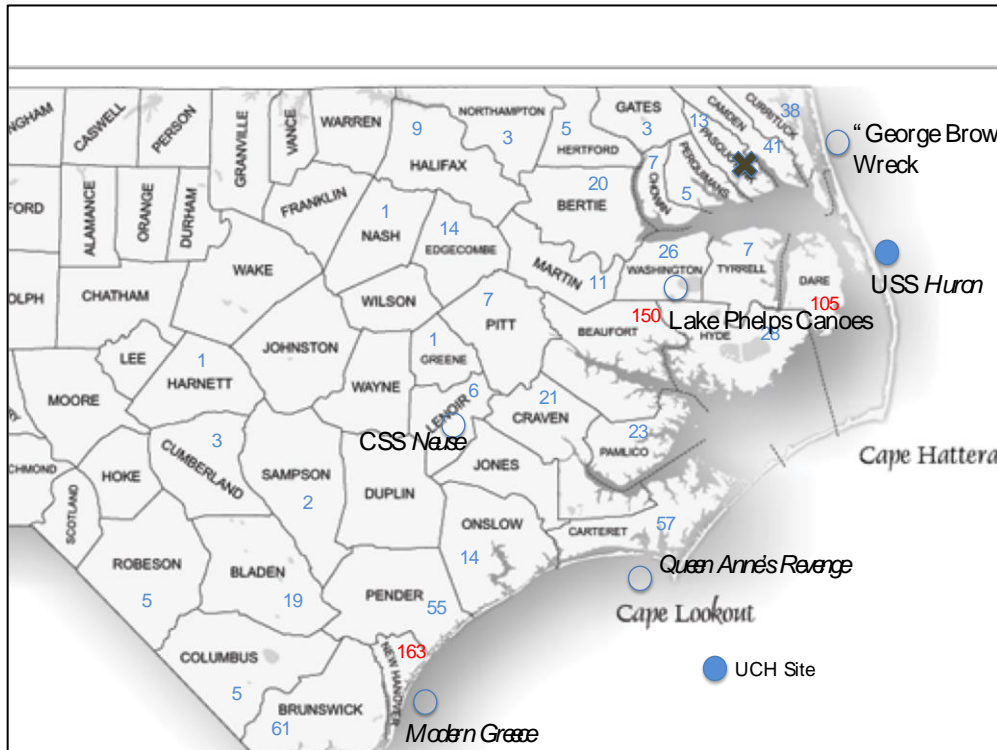 NORTHAMPTON
GATES
CAMDEN
CURRITUCK
38
INGHAM
CASWELL
PERSON
GRANVILLE
VANCE
WARREN
9
3
5
3
13
41
HALIFAX
HERTFORD
“ George Brow
Wreck
7
PERQUIMANS
5
CHOWAN
FRANKLIN
20
BERTIE
ALAMANCE
ORANGE
DURHAM
1
NASH
14
EDGECOMBE
26
WASHINGTON
7
TYRRELL
WAKE
MARTIN
11
DARE
USS Huron
CHATHAM
WILSON
7
PITT
150
Lake Phelps Canoes
105
BEAUFORT
HYDE
28
LEE
JOHNSTON
1
GREENE
1
HARNETT
WAYNE
6
LENOIR
21
CRAVEN
MOORE
CSS Neuse
23
PAMLICO
3
CUMBERLAND
SAMPSON
JONES
Cape Hattera
HOKE
SCOTLAND
DUPLIN
2
ONSLOW
CARTERET
57
ROBESON
BLADEN
14
Queen Anne's Revenge
5
19
PENDER
55
Cape Lookout
COLUMBUS
163
NEW HANOVER
UCH Site
5
BRUNSWICK
61
Modern Greece